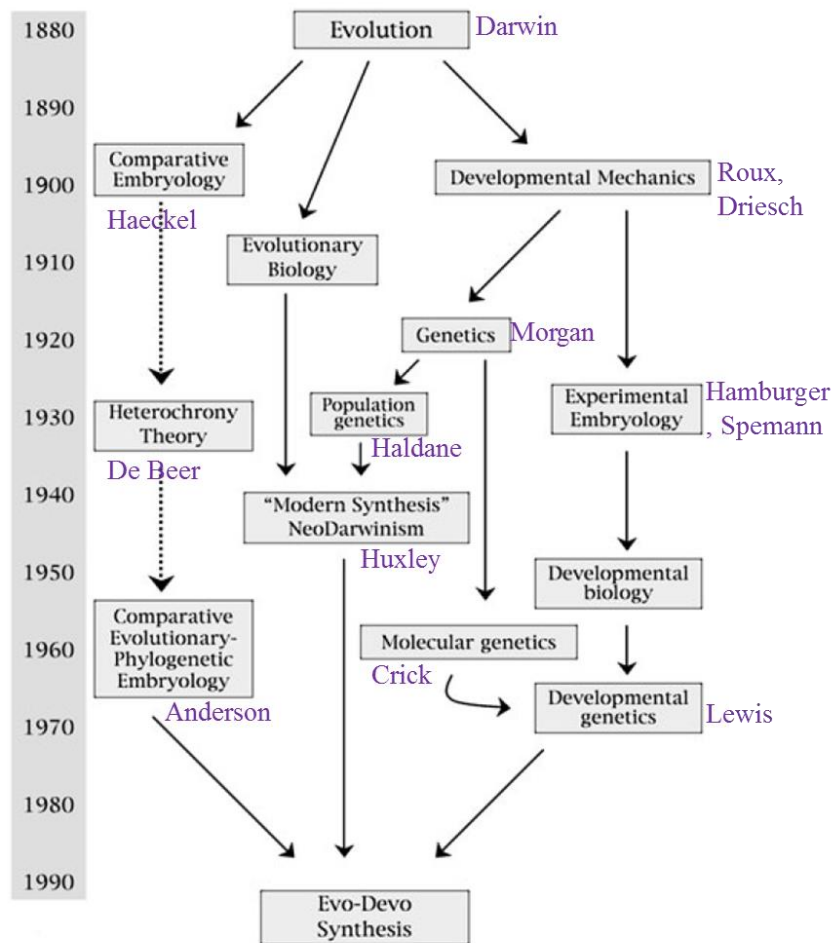 1880
Evolution
Darwin
1890
Comparative
Embryology
Haeckel
1900
Developmental Mechanics
Roux,
Driesch
Evolutionary
Biology
1910
Genetics
Morgan
1920
Heterochrony
Theory
De Beer
1930
Population
genetics
Haldane
Experimental
Embryology
Hamburger
, Spemann
1940
“Modern Synthesis”
NeoDarwinism
Huxley
1950
Developmental
biology
Comparative
Evolutionary-
Phylogenetic
Embryology
Anderson
1960
Molecular genetics
Crick
Developmental
genetics
Lewis
1970
1980
1990
Evo-Devo
Synthesis